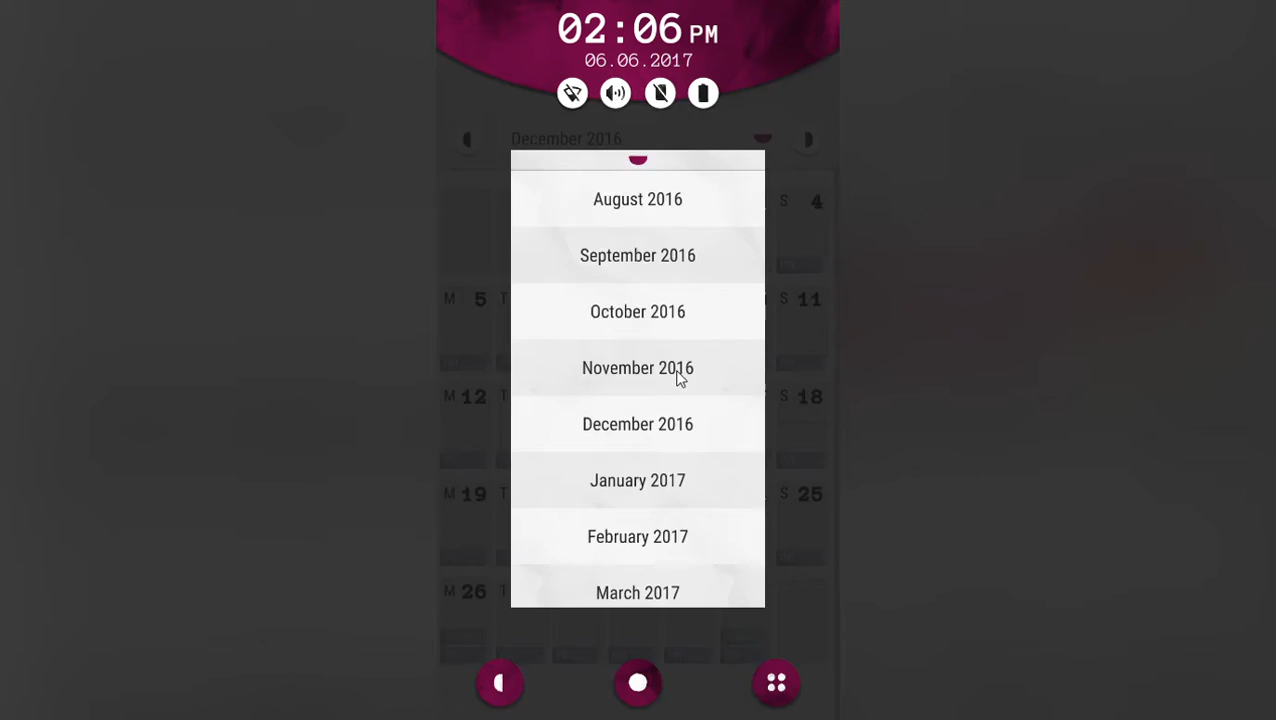 02:06 PM
06.06.2017
December 2016
August 2016
September 2016
October 2016
November 2016
December 2016
January 2017
February 2017
March 2017
S 4
M 5 T S 11
M 12 T S 18
M 19 T S 25
M 26 T